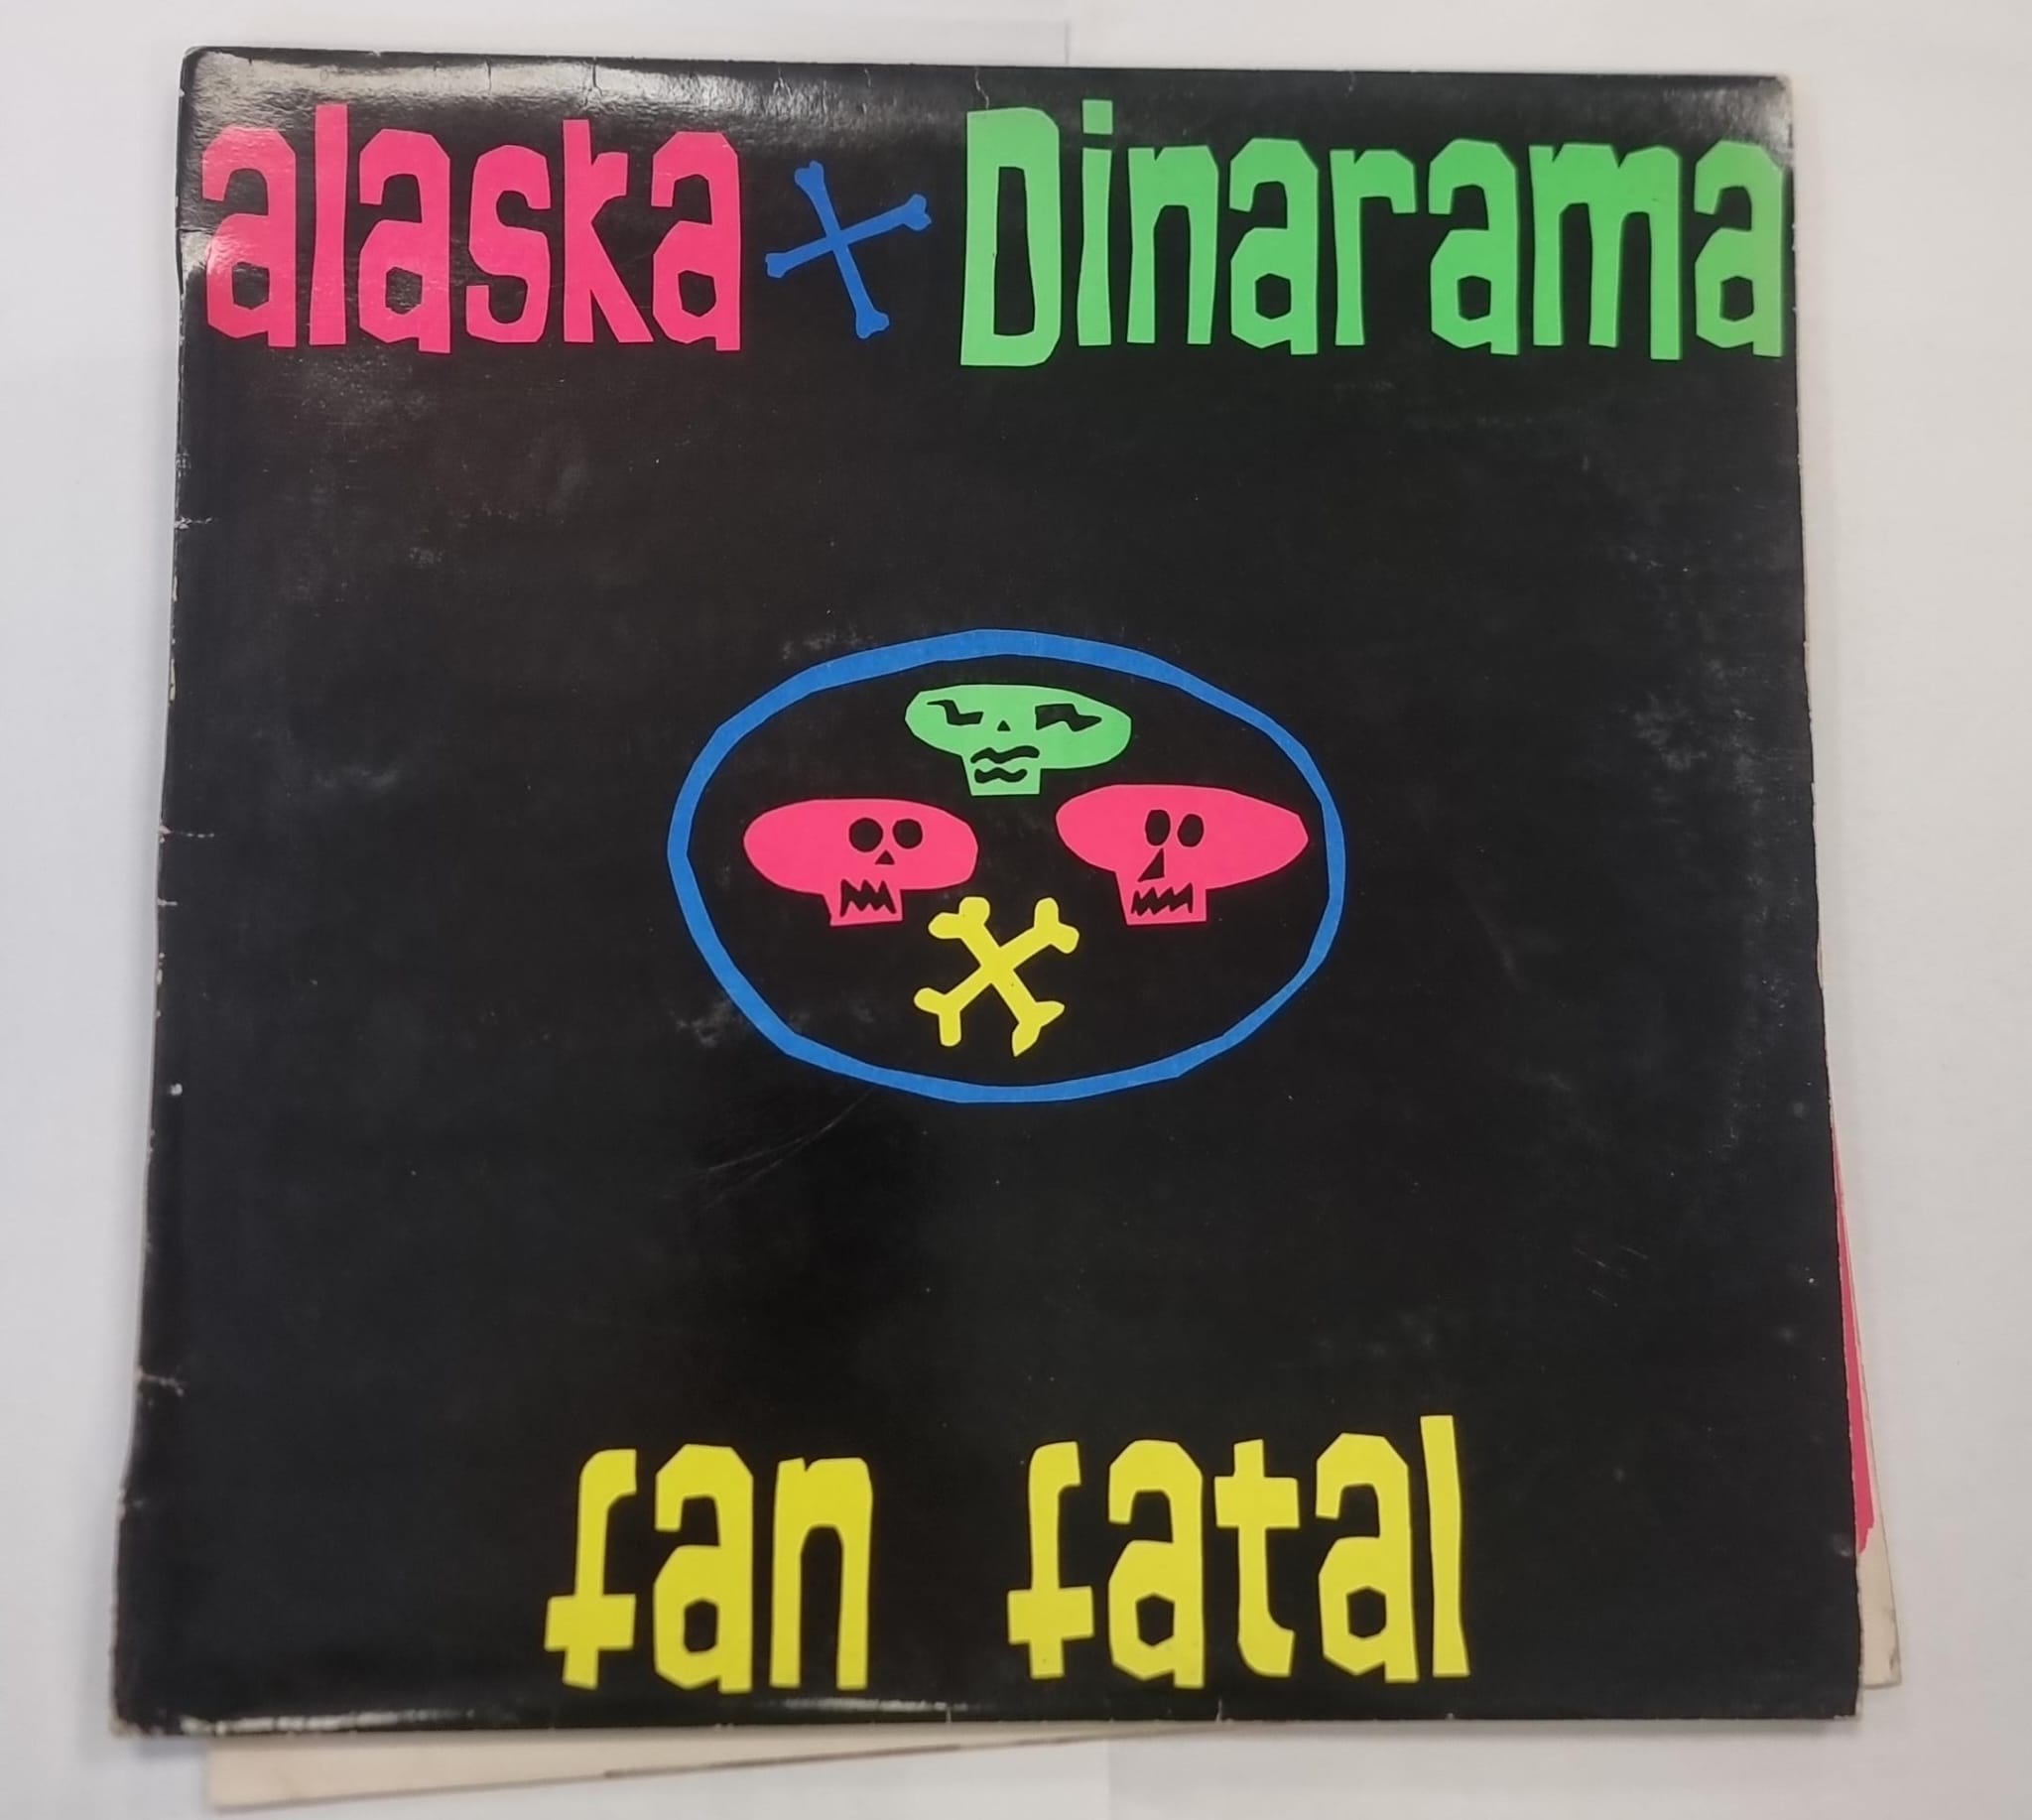 alaska + Dinarama
fan fatal